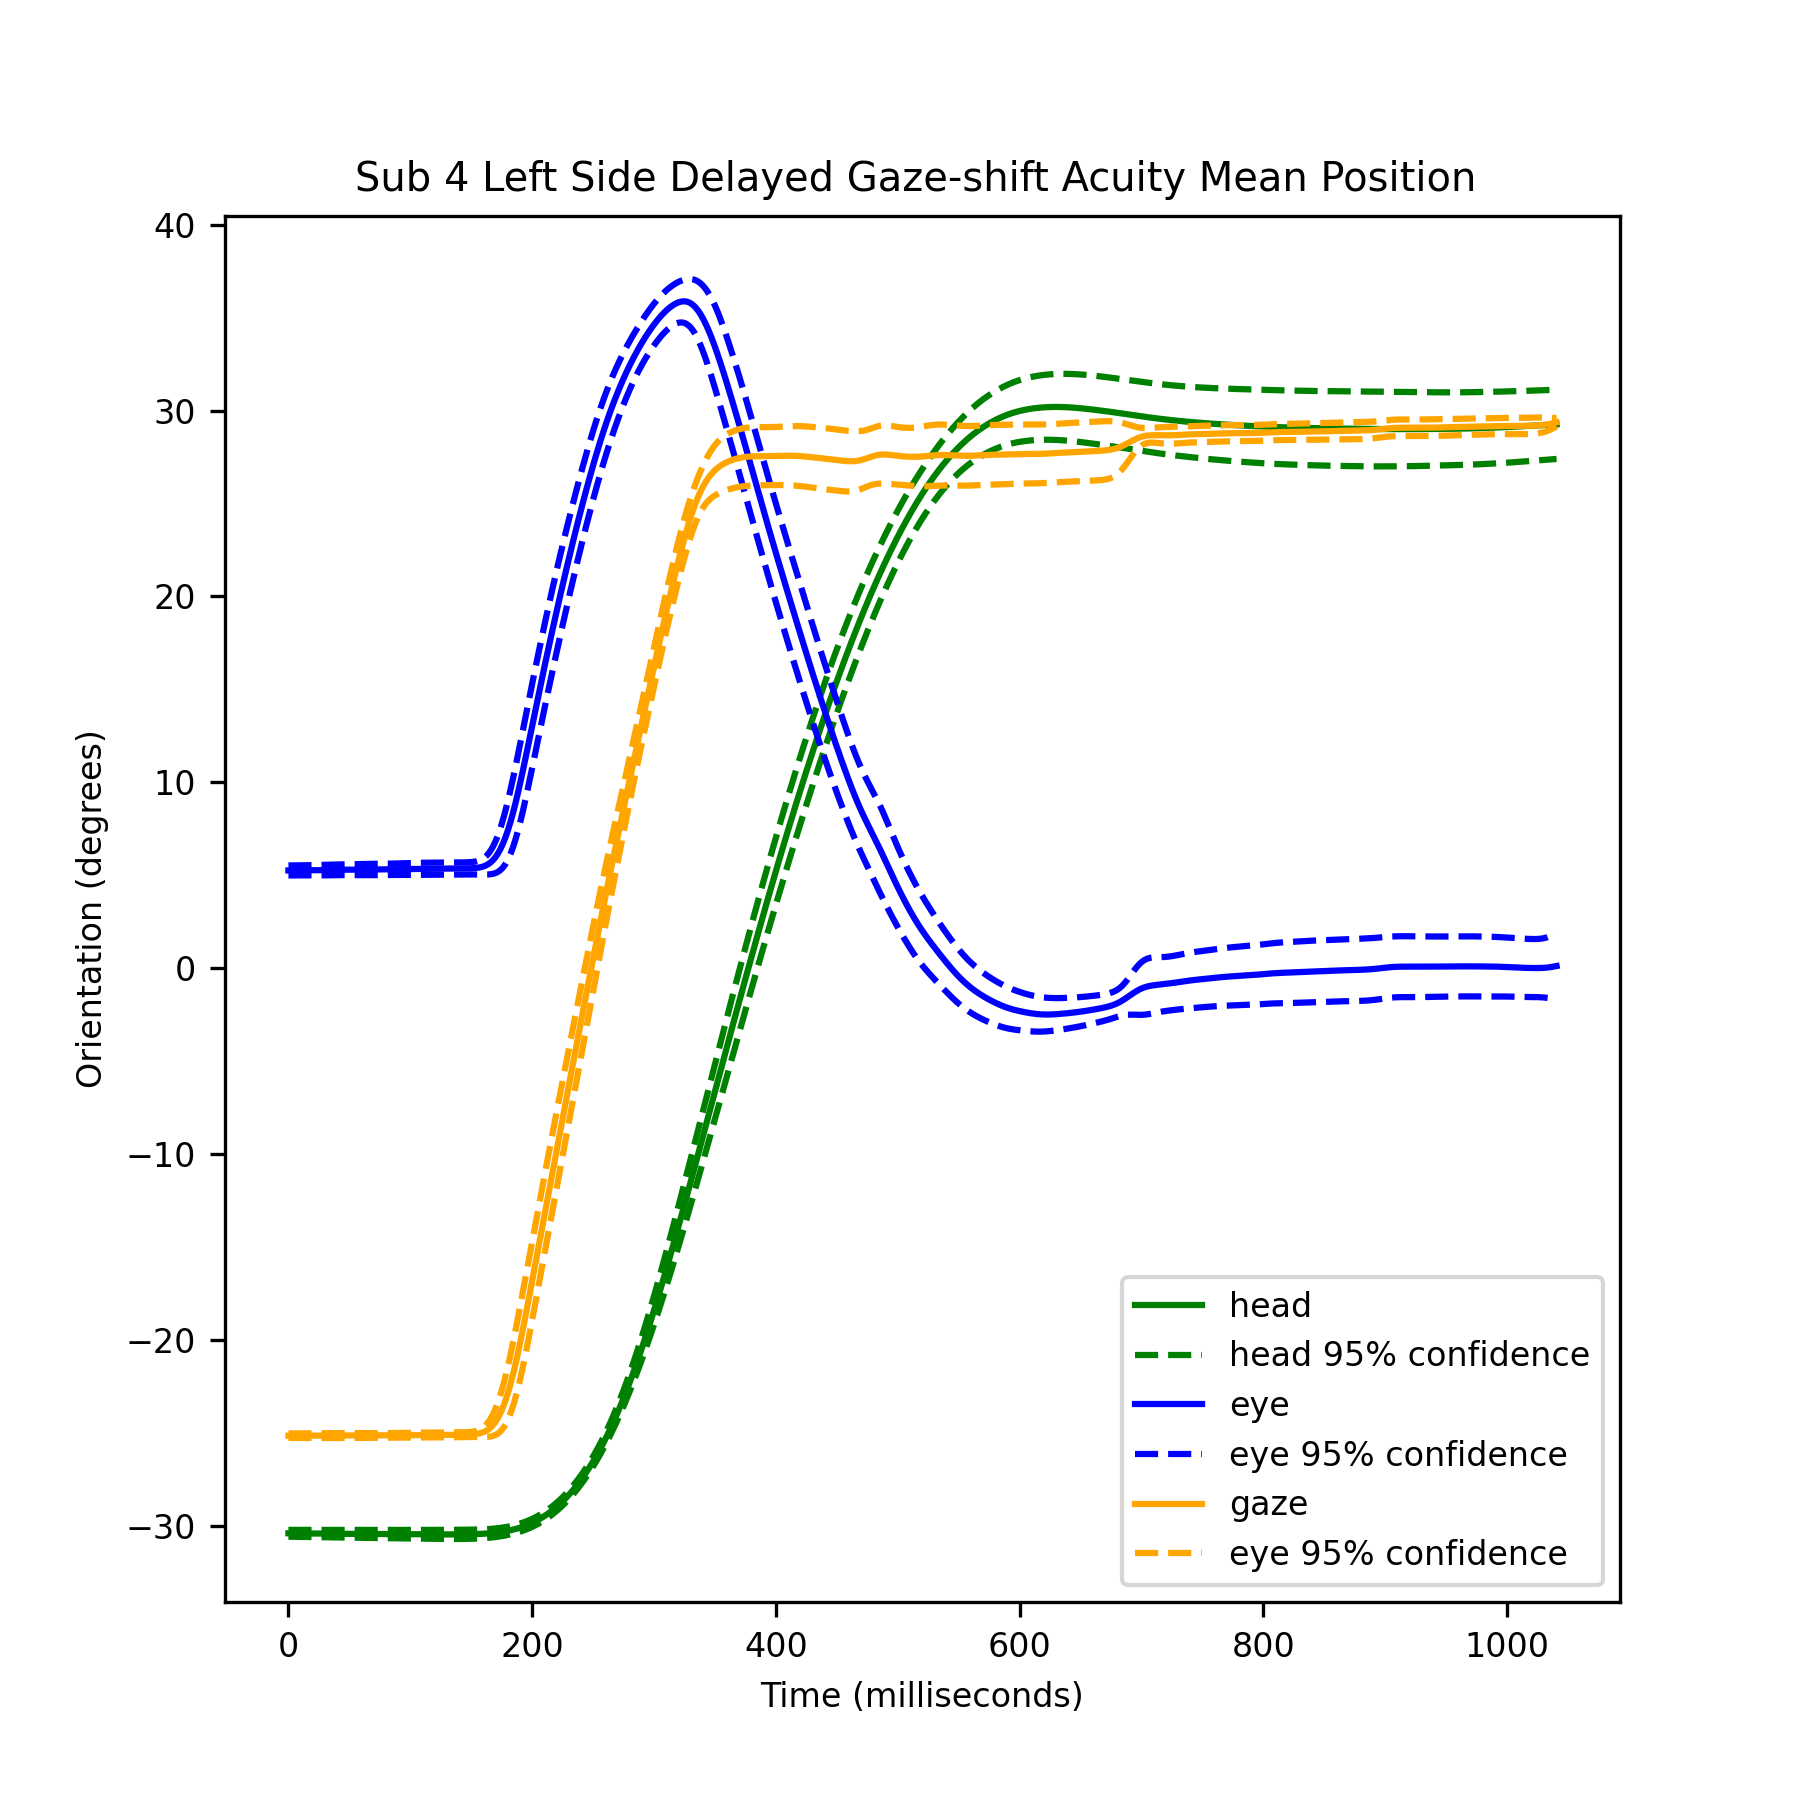 Sub 4 Left Side Delayed Gaze-shift Acuity Mean Position
40
30
20
10
0
−10
−20
−30
Orientation (degrees)
0 200 400 600 800 1000
Time (milliseconds)
head
head 95% confidence
eye
eye 95% confidence
gaze
eye 95% confidence